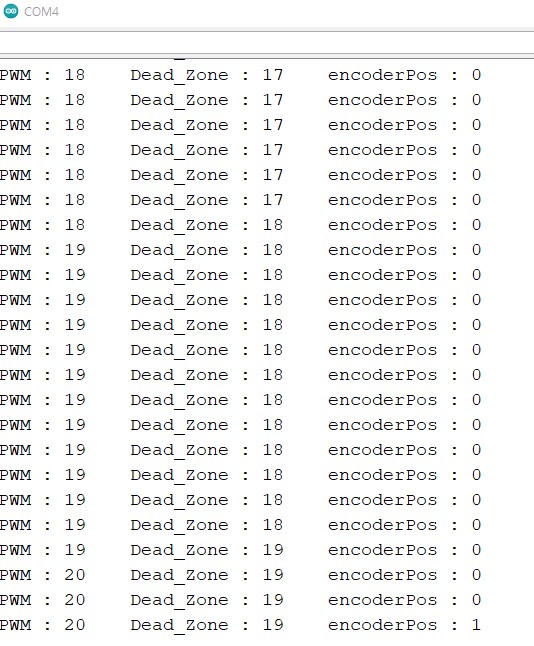 COM4
PWM : 18 Dead_Zone : 17 encoderPos : 0
PWM : 18 Dead_Zone : 17 encoderPos : 0
PWM : 18 Dead_Zone : 17 encoderPos : 0
PWM : 18 Dead_Zone : 17 encoderPos : 0
PWM : 18 Dead_Zone : 17 encoderPos : 0
PWM : 18 Dead_Zone : 17 encoderPos : 0
PWM : 18 Dead_Zone : 18 encoderPos : 0
PWM : 19 Dead_Zone : 18 encoderPos : 0
PWM : 19 Dead_Zone : 18 encoderPos : 0
PWM : 19 Dead_Zone : 18 encoderPos : 0
PWM : 19 Dead_Zone : 18 encoderPos : 0
PWM : 19 Dead_Zone : 18 encoderPos : 0
PWM : 19 Dead_Zone : 18 encoderPos : 0
PWM : 19 Dead_Zone : 18 encoderPos : 0
PWM : 19 Dead_Zone : 18 encoderPos : 0
PWM : 19 Dead_Zone : 18 encoderPos : 0
PWM : 19 Dead_Zone : 18 encoderPos : 0
PWM : 19 Dead_Zone : 18 encoderPos : 0
PWM : 19 Dead_Zone : 18 encoderPos : 0
PWM : 19 Dead_Zone : 19 encoderPos : 0
PWM : 20 Dead_Zone : 19 encoderPos : 0
PWM : 20 Dead_Zone : 19 encoderPos : 0
PWM : 20 Dead_Zone : 19 encoderPos : 1